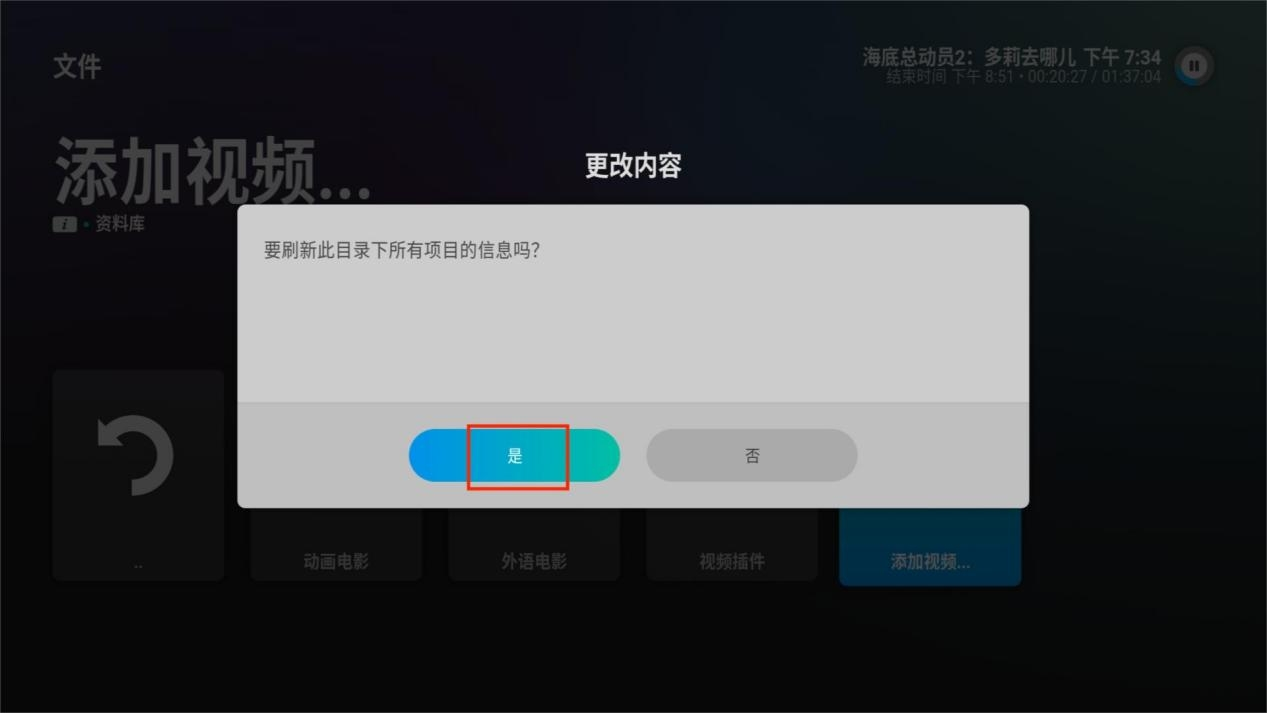 文件
海底总动员2：多莉去哪儿 下午 7:34
结束时间 下午 8:51 • 00:20:27 / 01:37:04
添加视频...
i • 资料库
更改内容
要刷新此目录下所有项目的信息吗?
是
否
..
动画电影
外语电影
视频插件
添加视频...